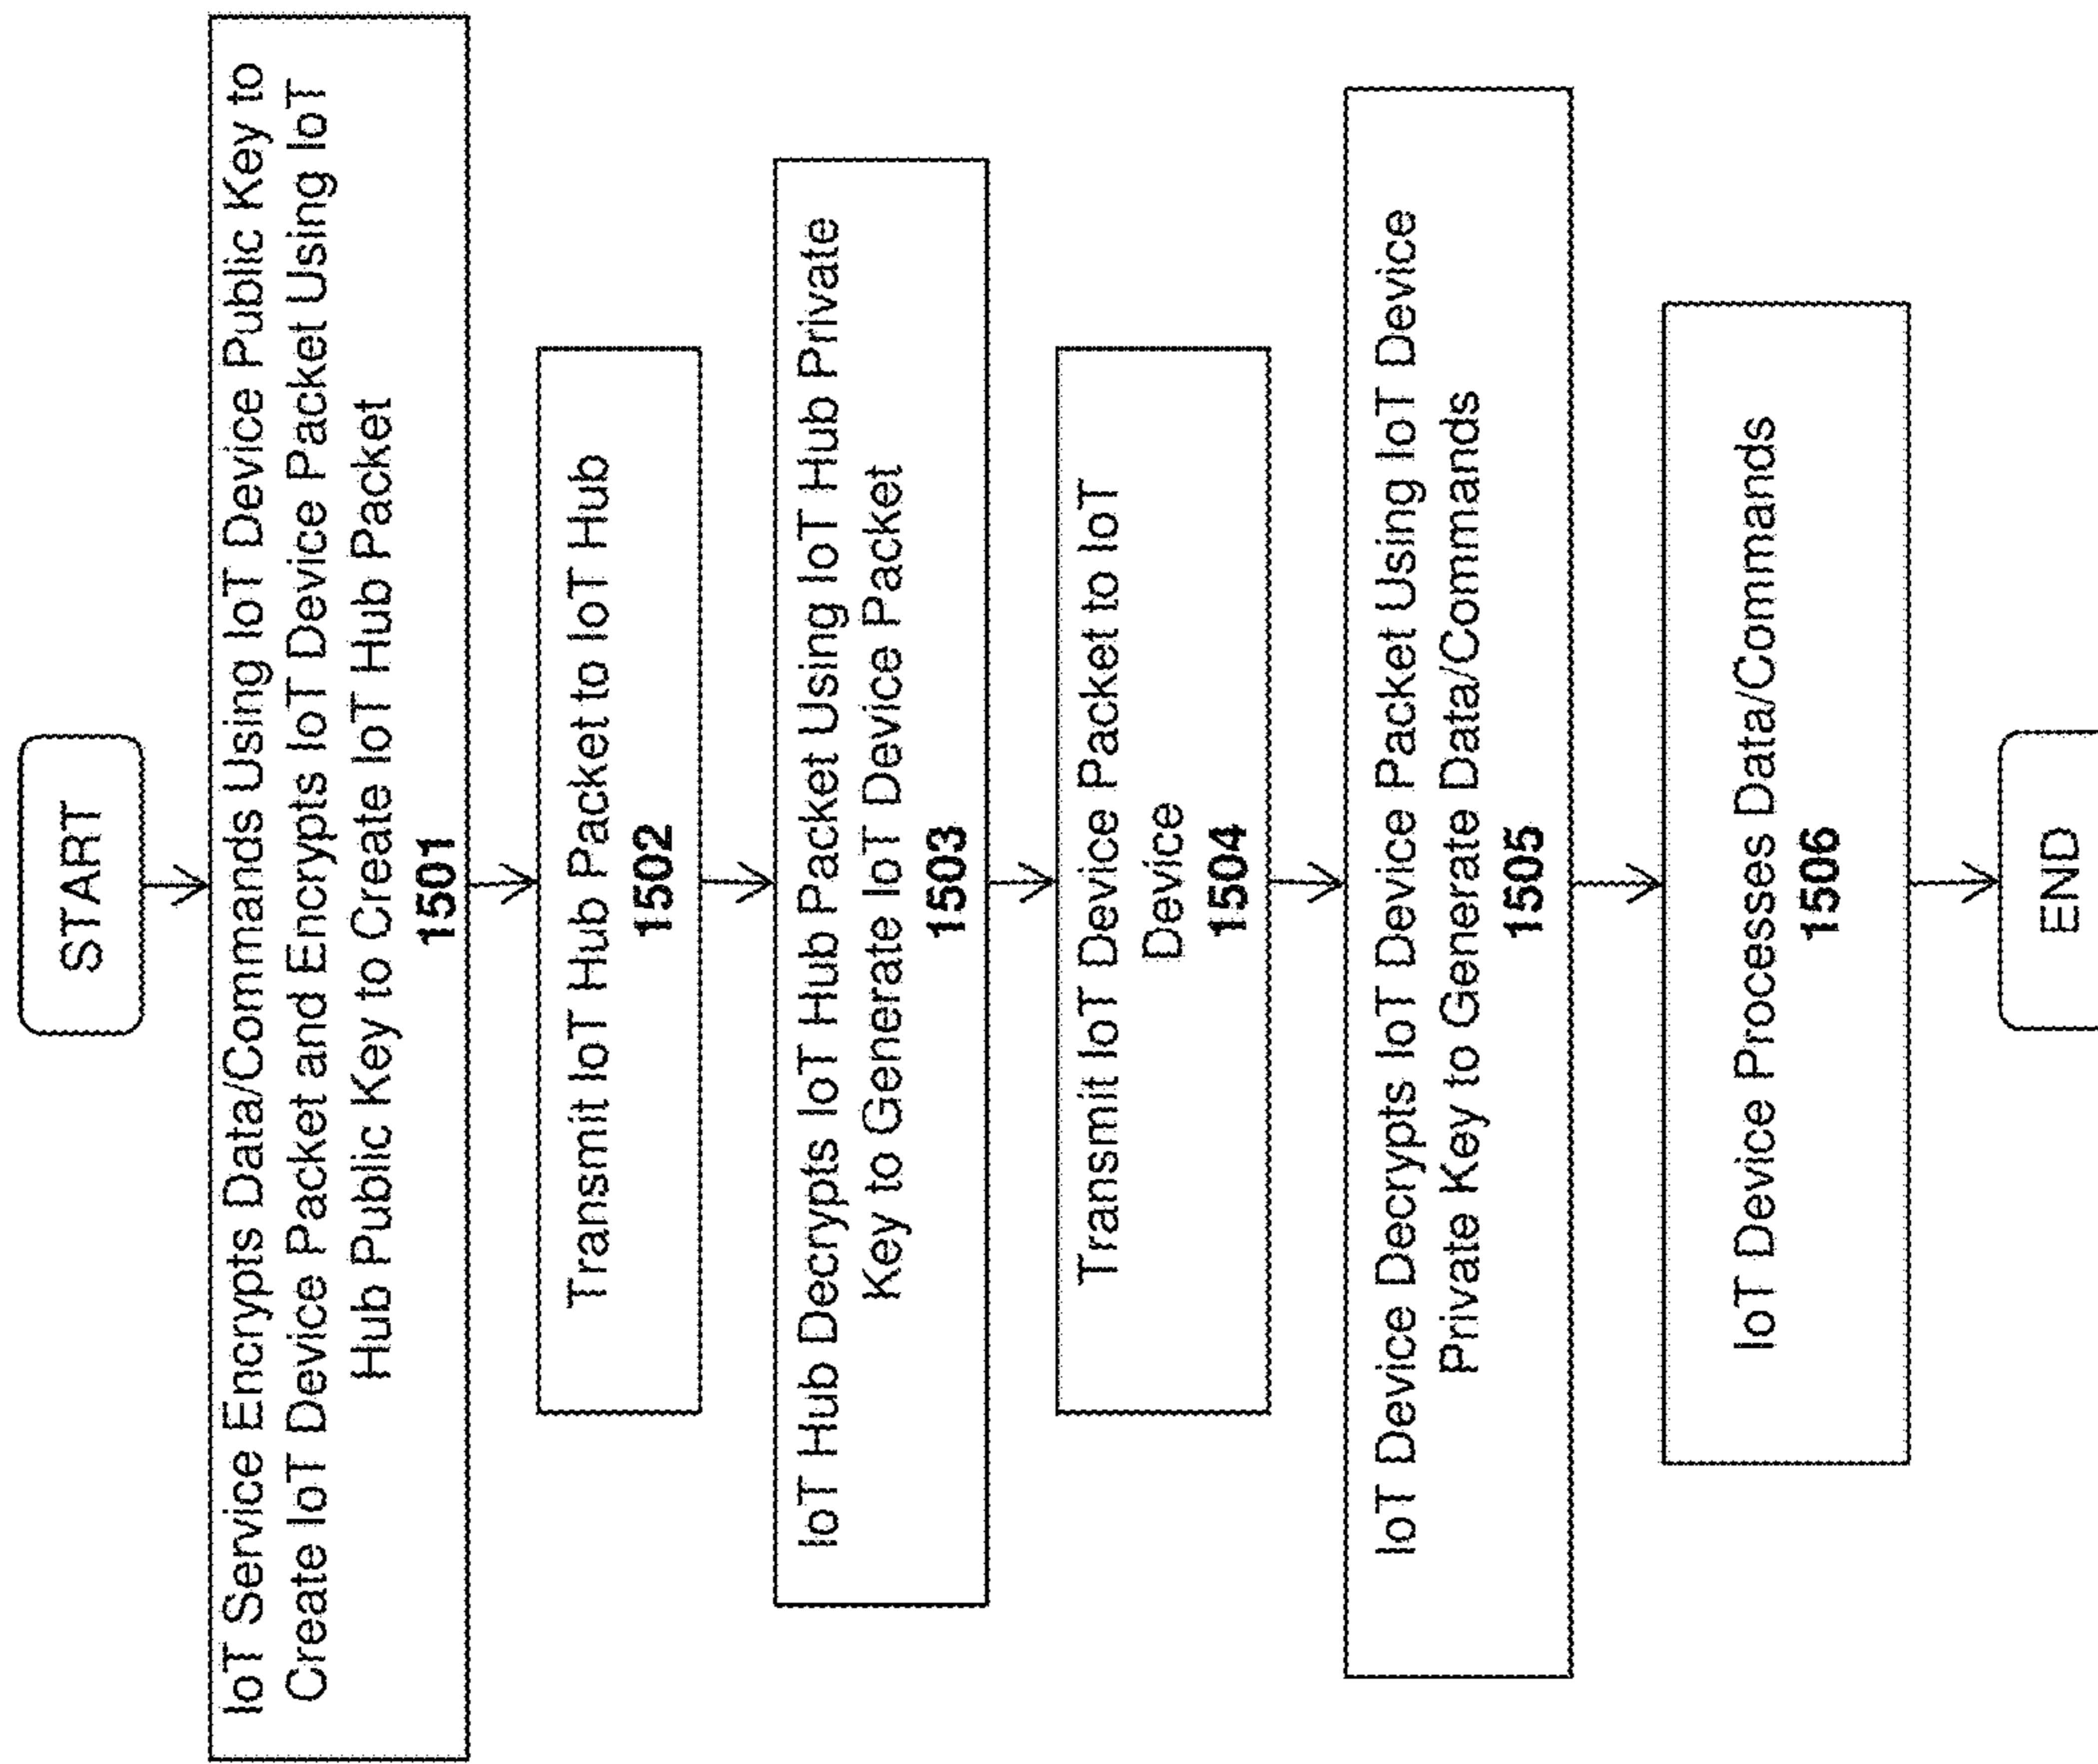 START
IoT Service Encrypts Data/Commands Using IoT Device Public Key to
Create IoT Device Packet and Encrypts IoT Device Packet Using IoT
Hub Public Key to Create IoT Hub Packet
1501
Transmit IoT Hub Packet to IoT Hub
1502
IoT Hub Decrypts IoT Hub Packet Using IoT Hub Private
Key to Generate IoT Device Packet
1503
Transmit IoT Device Packet to IoT
Device
1504
IoT Device Decrypts IoT Device Packet Using IoT Device
Private Key to Generate Data/Commands
1505
IoT Device Processes Data/Commands
1506
END